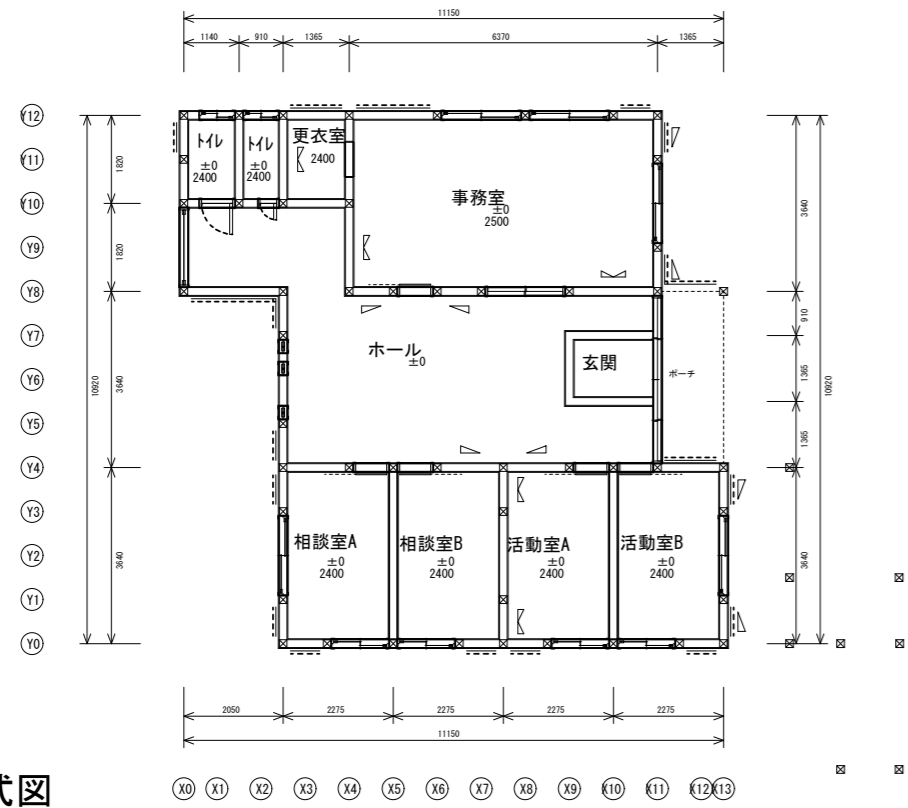 11150
1140 910 1365 6370 1365
Y12
Y11
Y10
Y9
Y8
Y7
Y6
Y5
Y4
Y3
Y2
Y1
Y0
10920
1820
1820
3640
3640
トイレ
±0
2400
トイレ
±0
2400
更衣室
2400
事務室
±0
2500
ホール
±0
玄関
ポーチ
相談室A
±0
2400
相談室B
±0
2400
活動室A
±0
2400
活動室B
±0
2400
3640
910
1365
1365
3640
10920
2050 2275 2275 2275 2275
11150
X0 X1 X2 X3 X4 X5 X6 X7 X8 X9 X10 X11 X12 X13
式図